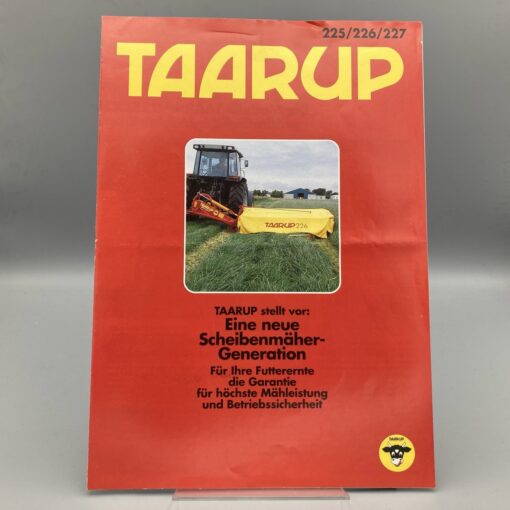 225/226/227
TAARUP
TAARUP 226
TAARUP stellt vor:
Eine neue
Scheibenmäher-
Generation
Für Ihre Futterernte
die Garantie
für höchste Mähleistung
und Betriebssicherheit
TAARUP